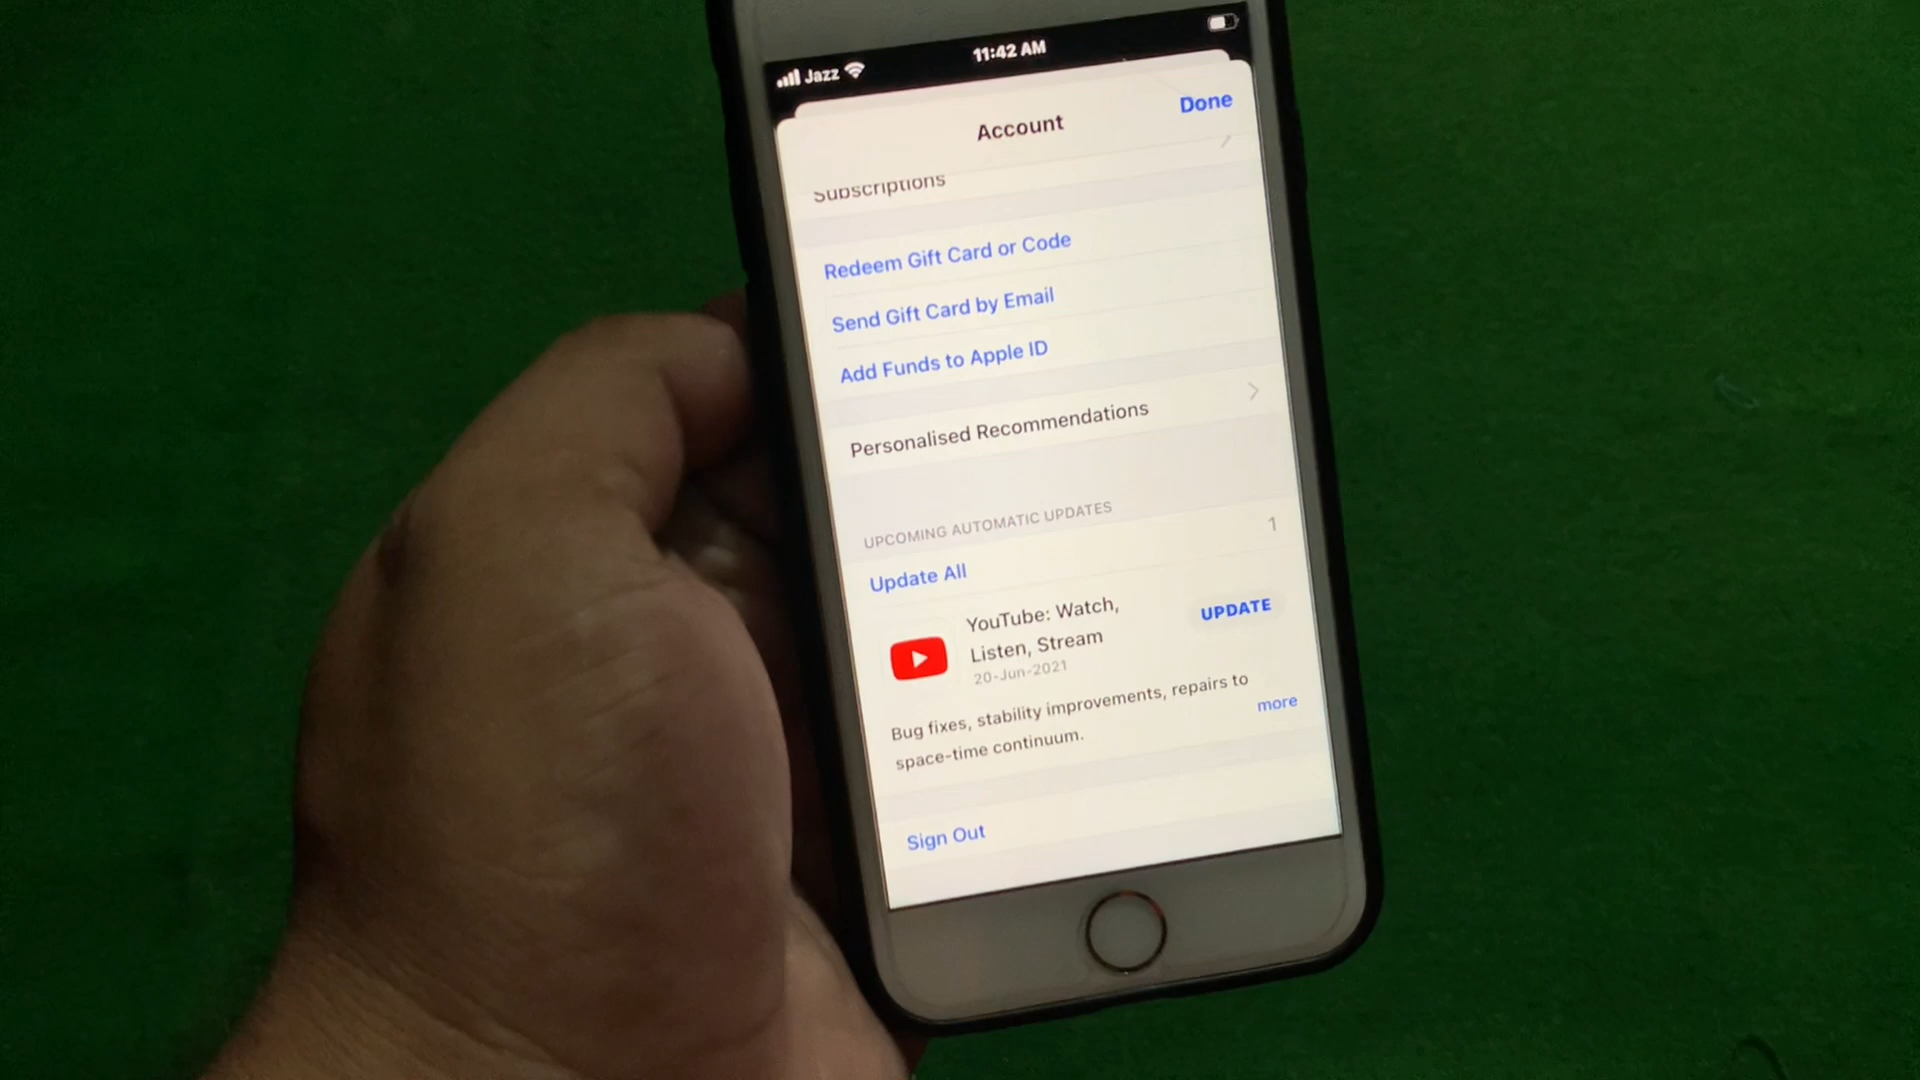 Jazz
11:42 AM
Account
Done
Subscriptions
Redeem Gift Card or Code
Send Gift Card by Email
Add Funds to Apple ID
Personalised Recommendations
UPCOMING AUTOMATIC UPDATES
Update All
1
YouTube: Watch,
Listen, Stream
UPDATE
20-Jun-2021
Bug fixes, stability improvements, repairs to
space-time continuum.
more
Sign Out